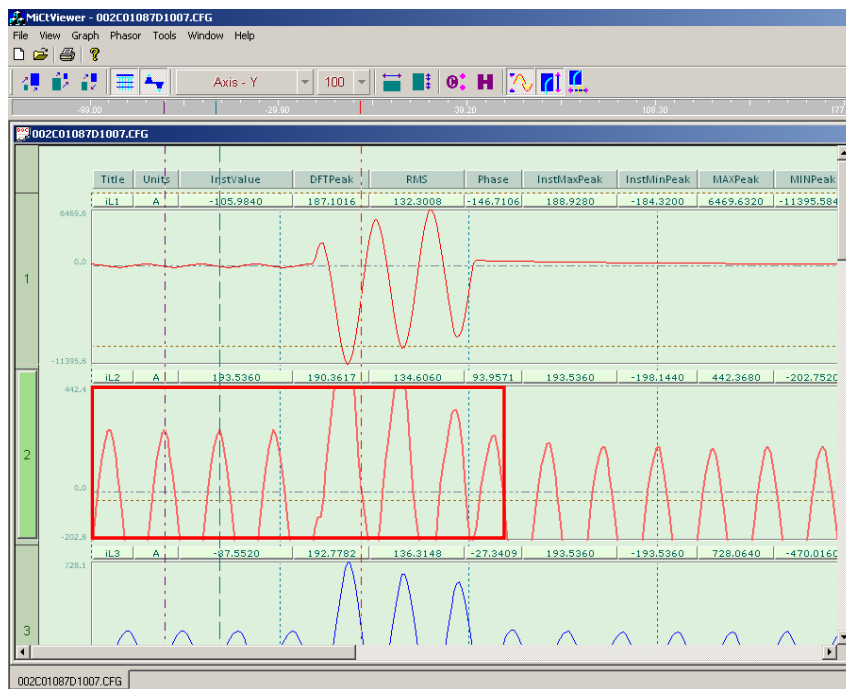 MiCtViewer - 002C01087D1007.CFG
File View Graph Phasor Tools Window Help
Axis - Y 100
-99.00 -29.90 39.20 108.30 177
002C01087D1007.CFG
Title Units InstValue DFTPeak RMS Phase InstMaxPeak InstMinPeak MAXPeak MINPeak
iL1 A -105.9840 187.1016 132.3008 -146.7106 188.9280 -184.3200 6469.6320 -11395.584
6469.6
0.0
1
-11395.6
iL2 A 193.5360 190.3617 134.6060 93.9571 193.5360 -198.1440 442.3680 -202.7520
442.4
2
0.0
-202.8
iL3 A -87.5520 192.7782 136.3148 -27.3409 193.5360 -193.5360 728.0640 -470.0160
728.1
3
002C01087D1007.CFG